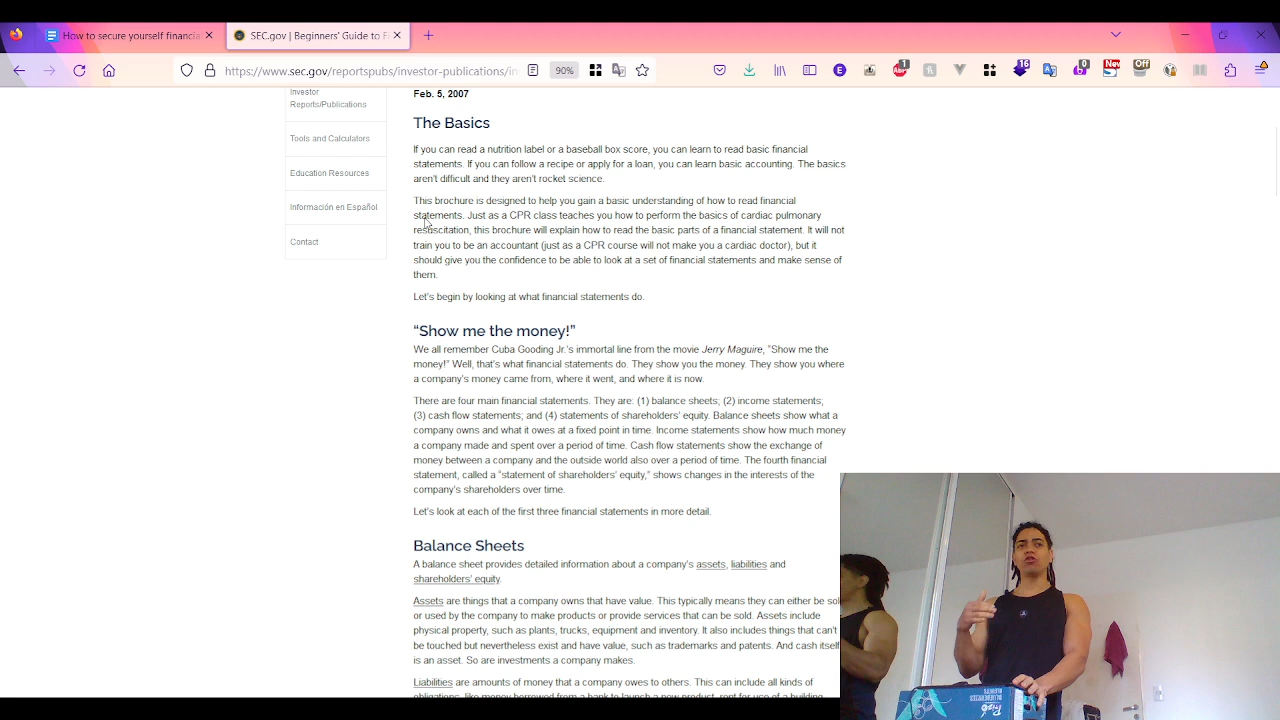 How to secure yourself financia
SEC.gov | Beginners' Guide to Fi
https://www.sec.gov/reportspubs/investor-publications/in
90%
1
16
0
New
Off
Investor
Reports/Publications
Tools and Calculators
Education Resources
Información en Español
Contact
Feb. 5, 2007
The Basics
If you can read a nutrition label or a baseball box score, you can learn to read basic financial
statements. If you can follow a recipe or apply for a loan, you can learn basic accounting. The basics
aren't difficult and they aren't rocket science.
This brochure is designed to help you gain a basic understanding of how to read financial
statements. Just as a CPR class teaches you how to perform the basics of cardiac pulmonary
resuscitation, this brochure will explain how to read the basic parts of a financial statement. It will not
train you to be an accountant (just as a CPR course will not make you a cardiac doctor), but it
should give you the confidence to be able to look at a set of financial statements and make sense of
them.
Let's begin by looking at what financial statements do.
“Show me the money!”
We all remember Cuba Gooding Jr.'s immortal line from the movie Jerry Maguire, “Show me the
money!” Well, that's what financial statements do. They show you the money. They show you where
a company's money came from, where it went, and where it is now.
There are four main financial statements. They are: (1) balance sheets; (2) income statements;
(3) cash flow statements; and (4) statements of shareholders' equity. Balance sheets show what a
company owns and what it owes at a fixed point in time. Income statements show how much money
a company made and spent over a period of time. Cash flow statements show the exchange of
money between a company and the outside world also over a period of time. The fourth financial
statement, called a “statement of shareholders' equity,” shows changes in the interests of the
company's shareholders over time.
Let's look at each of the first three financial statements in more detail.
Balance Sheets
A balance sheet provides detailed information about a company's assets, liabilities and
shareholders' equity.
Assets are things that a company owns that have value. This typically means they can either be sol
or used by the company to make products or provide services that can be sold. Assets include
physical property, such as plants, trucks, equipment and inventory. It also includes things that can't
be touched but nevertheless exist and have value, such as trademarks and patents. And cash itself
is an asset. So are investments a company makes.
Liabilities are amounts of money that a company owes to others. This can include all kinds of
obligations, like money borrowed from a bank to launch a new product, rent for use of a building,